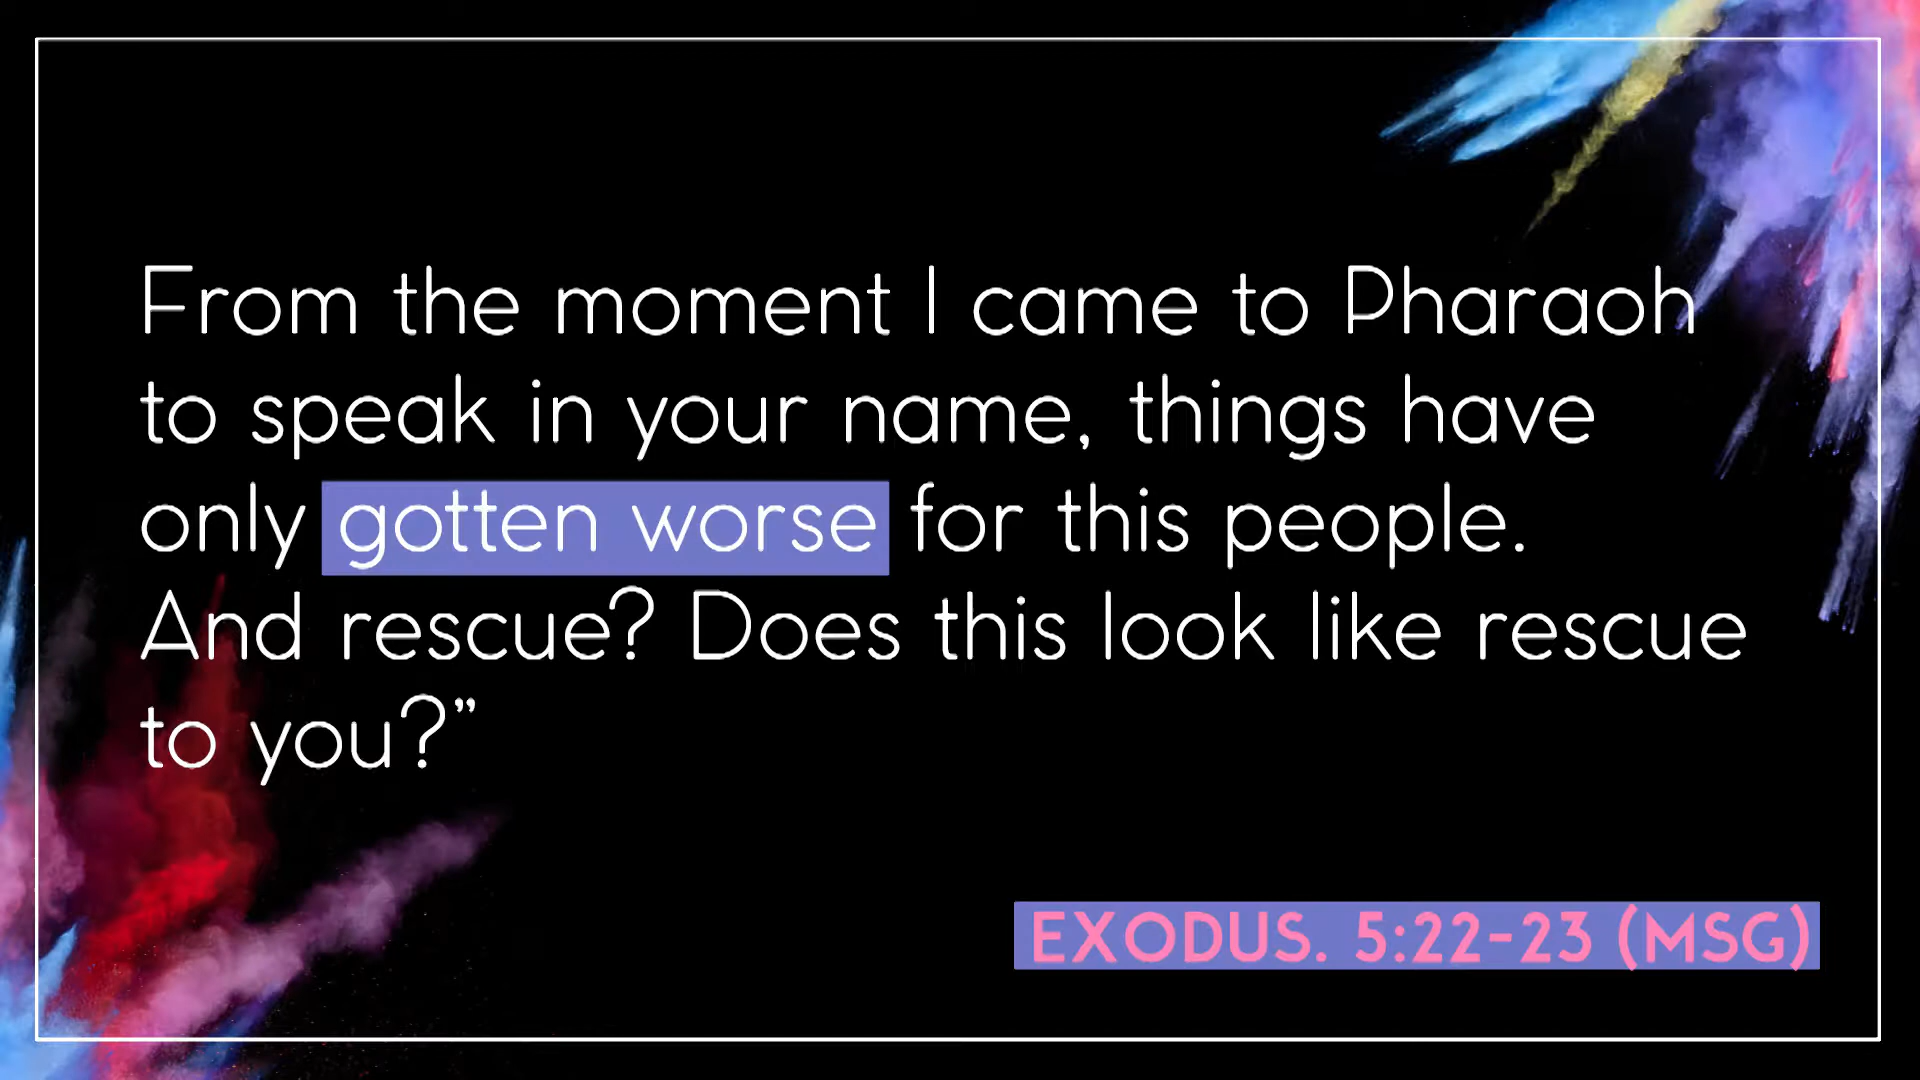 From the moment I came to Pharaoh
to speak in your name, things have
only gotten worse for this people.
And rescue? Does this look like rescue
to you?”
EXODUS. 5:22-23 (MSG)